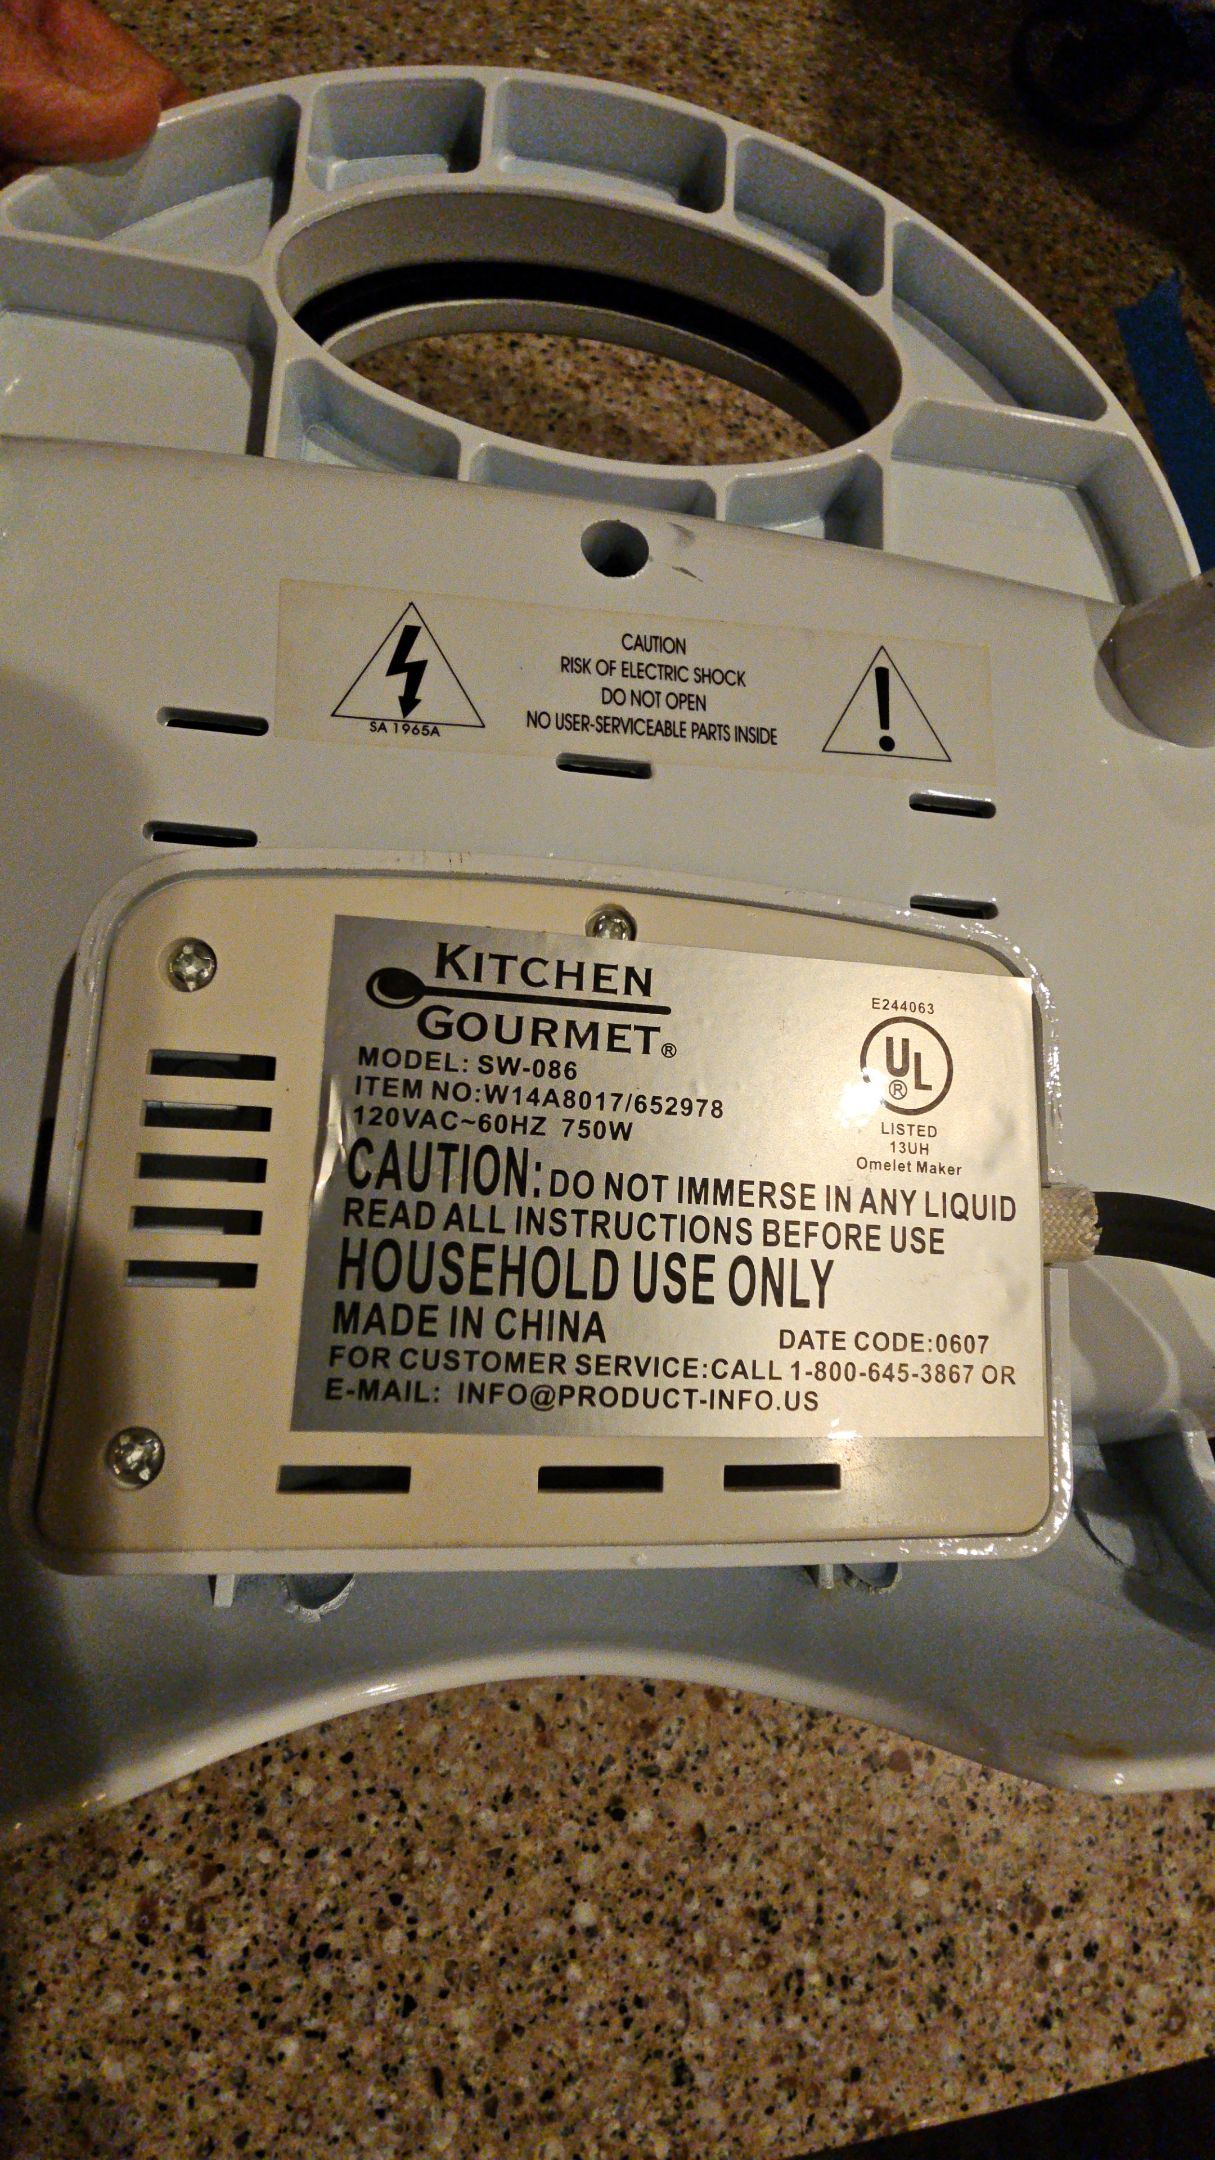 CAUTION
RISK OF ELECTRIC SHOCK
DO NOT OPEN
NO USER-SERVICEABLE PARTS INSIDE
SA 1965A
KITCHEN
GOURMET®
MODEL: SW-086
ITEM NO:W14A8017/652978
120VAC~60HZ 750W
E244063
UL
®
LISTED
13UH
Omelet Maker
CAUTION: DO NOT IMMERSE IN ANY LIQUID
READ ALL INSTRUCTIONS BEFORE USE
HOUSEHOLD USE ONLY
MADE IN CHINA
DATE CODE:0607
FOR CUSTOMER SERVICE:CALL 1-800-645-3867 OR
E-MAIL: INFO@PRODUCT-INFO.US